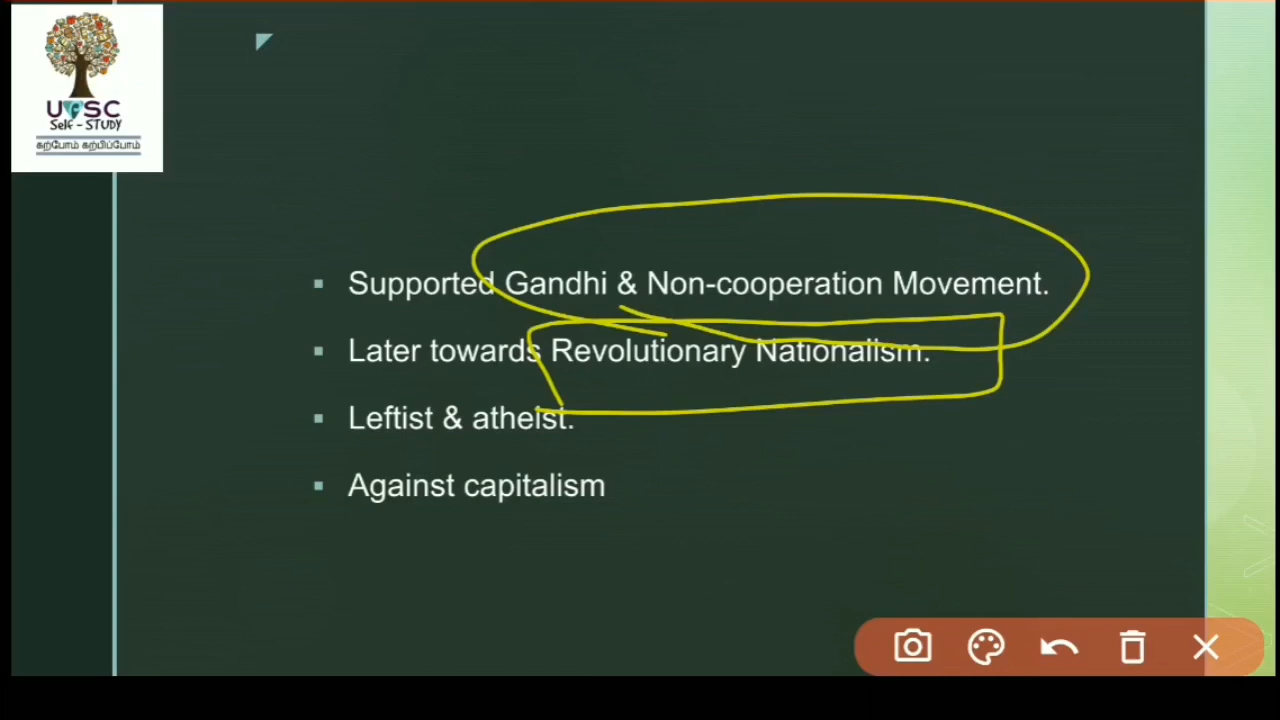 UPSC
Self - STUDY
கற்போம் கற்பிப்போம்
Supported Gandhi & Non-cooperation Movement.
Later towards Revolutionary Nationalism.
Leftist & atheist.
Against capitalism